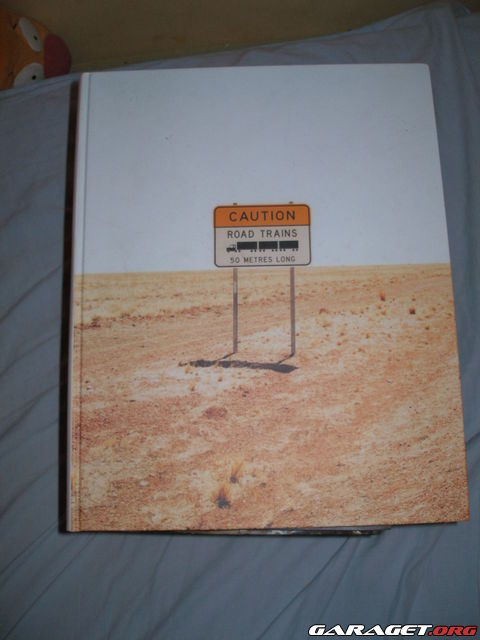 CAUTION
ROAD TRAINS
50 METRES LONG
GARAGET.ORG